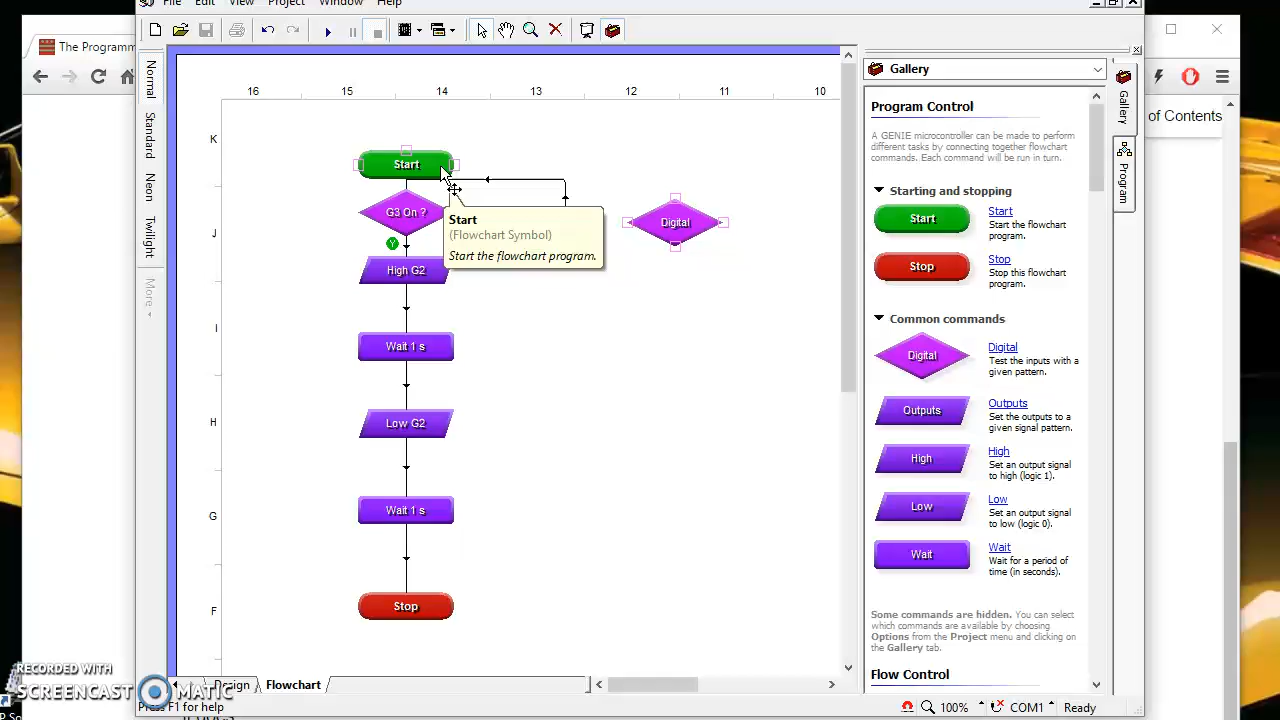 File Edit View Project Window Help
The Programm
of Contents
Normal
Standard
Neon
Twilight
More
16 15 14 13 12 11 10
K
J
I
H
G
F
Start
G3 On ?
Y
High G2
Wait 1 s
Low G2
Wait 1 s
Stop
Start
(Flowchart Symbol)
Start the flowchart program.
Digital
Gallery
Gallery
Program
Program Control
A GENIE microcontroller can be made to perform
different tasks by connecting together flowchart
commands. Each command will be run in turn.
Starting and stopping
Start
Start
Start the flowchart
program.
Stop
Stop
Stop this flowchart
program.
Common commands
Digital
Digital
Test the inputs with a
given pattern.
Outputs
Outputs
Set the outputs to a
given signal pattern.
High
High
Set an output signal
to high (logic 1).
Low
Low
Set an output signal
to low (logic 0).
Wait
Wait
Wait for a period of
time (in seconds).
Some commands are hidden. You can select
which commands are available by choosing
Options from the Project menu and clicking on
the Gallery tab.
Flow Control
Design
Flowchart
Press F1 for help
100%
COM1
Ready
RECORDED WITH
SCREENCAST MATIC